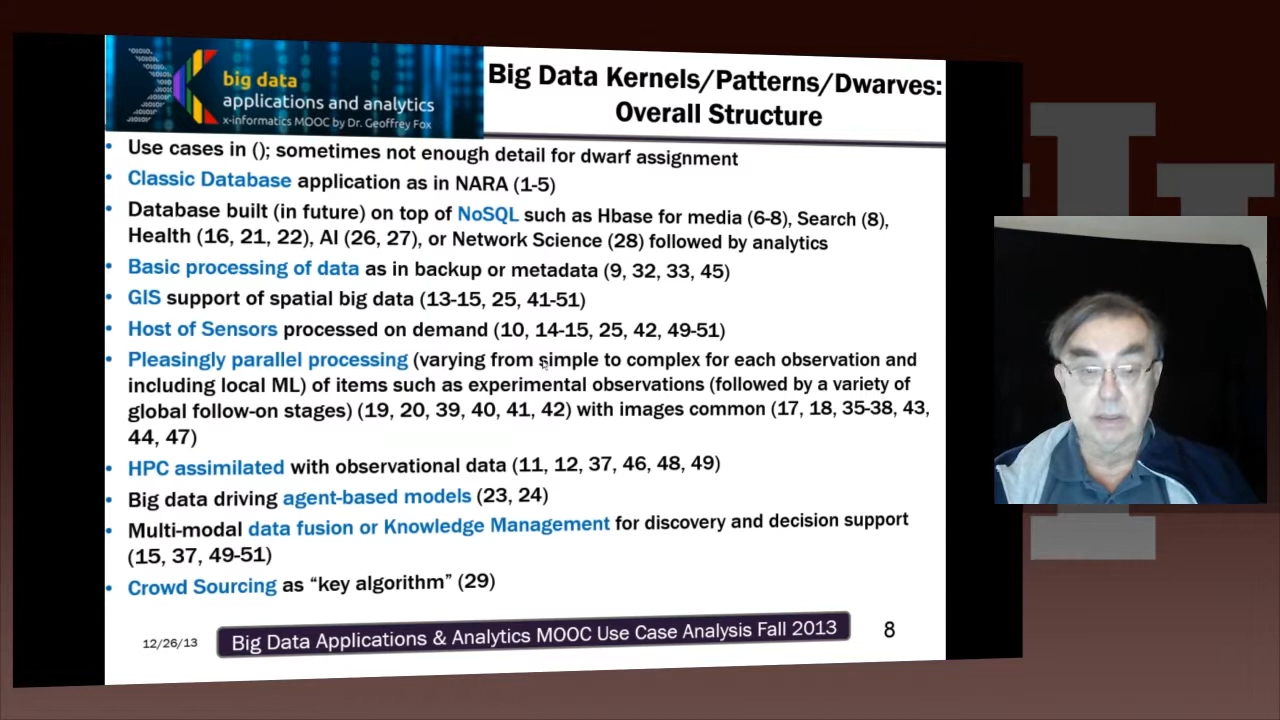 big data
applications and analytics
x-informatics MOOC by Dr. Geoffrey Fox
Big Data Kernels/Patterns/Dwarves:
Overall Structure
• Use cases in (); sometimes not enough detail for dwarf assignment
• Classic Database application as in NARA (1-5)
• Database built (in future) on top of NoSQL such as Hbase for media (6-8), Search (8),
Health (16, 21, 22), AI (26, 27), or Network Science (28) followed by analytics
• Basic processing of data as in backup or metadata (9, 32, 33, 45)
• GIS support of spatial big data (13-15, 25, 41-51)
• Host of Sensors processed on demand (10, 14-15, 25, 42, 49-51)
• Pleasingly parallel processing (varying from simple to complex for each observation and
including local ML) of items such as experimental observations (followed by a variety of
global follow-on stages) (19, 20, 39, 40, 41, 42) with images common (17, 18, 35-38, 43,
44, 47)
• HPC assimilated with observational data (11, 12, 37, 46, 48, 49)
• Big data driving agent-based models (23, 24)
• Multi-modal data fusion or Knowledge Management for discovery and decision support
(15, 37, 49-51)
• Crowd Sourcing as “key algorithm” (29)
12/26/13
Big Data Applications & Analytics MOOC Use Case Analysis Fall 2013
8